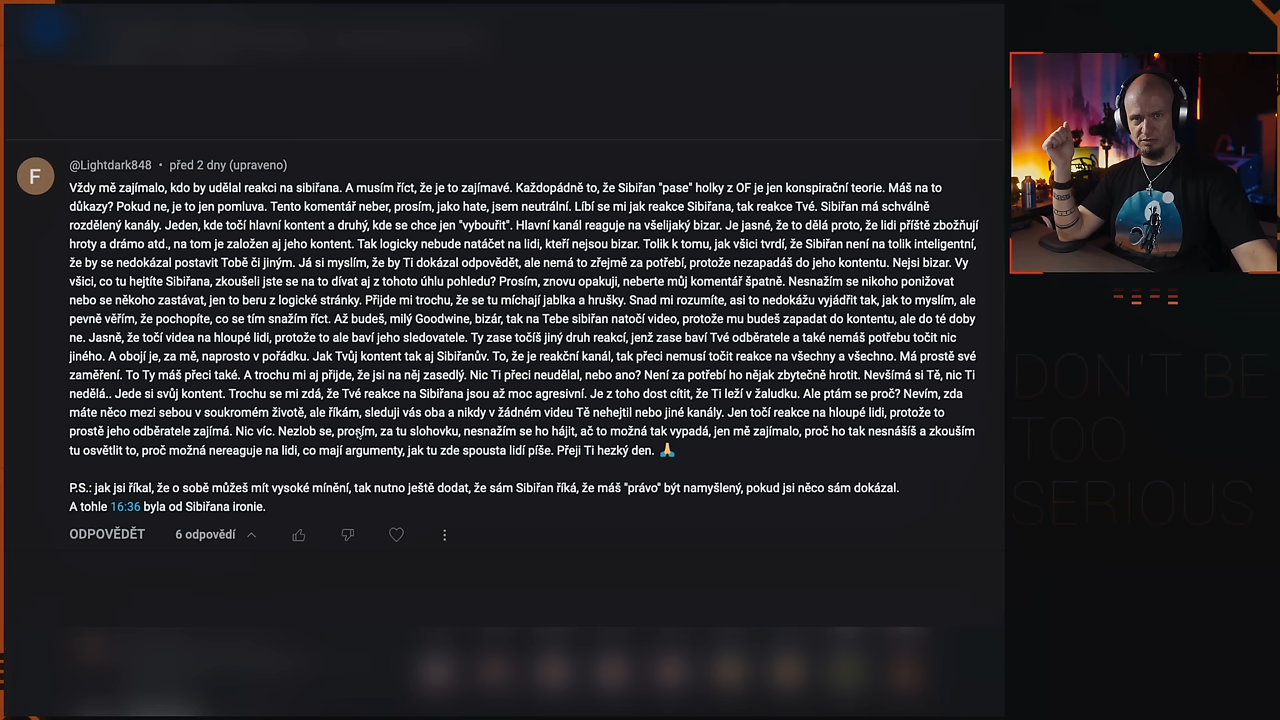 @Lightdark848 • před 2 dny (upraveno)
F
Vždy mě zajímalo, kdo by udělal reakci na sibiřana. A musím říct, že je to zajímavé. Každopádně to, že Sibiřan "pase" holky z OF je jen konspirační teorie. Máš na to
důkazy? Pokud ne, je to jen pomluva. Tento komentář neber, prosím, jako hate, jsem neutrální. Líbí se mi jak reakce Sibiřana, tak reakce Tvé. Sibiřan má schválně
rozdělený kanály. Jeden, kde točí hlavní kontent a druhý, kde se chce jen "vybouřit". Hlavní kanál reaguje na všelijaký bizar. Je jasné, že to dělá proto, že lidi příště zbožňují
hroty a drámo atd., na tom je založen aj jeho kontent. Tak logicky nebude natáčet na lidi, kteří nejsou bizar. Tolik k tomu, jak všici tvrdí, že Sibiřan není na tolik inteligentní,
že by se nedokázal postavit Tobě či jiným. Já si myslím, že by Ti dokázal odpovědět, ale nemá to zřejmě za potřebí, protože nezapadáš do jeho kontentu. Nejsi bizar. Vy
všici, co tu hejtíte Sibiřana, zkoušeli jste se na to dívat aj z tohoto úhlu pohledu? Prosím, znovu opakuji, neberte můj komentář špatně. Nesnažím se nikoho ponižovat
nebo se někoho zastávat, jen to beru z logické stránky. Přijde mi trochu, že se tu míchají jablka a hrušky. Snad mi rozumíte, asi to nedokážu vyjádřit tak, jak to myslím, ale
pevně věřím, že pochopíte, co se tím snažím říct. Až budeš, milý Goodwine, bizár, tak na Tebe sibiřan natočí video, protože mu budeš zapadat do kontentu, ale do té doby
ne. Jasně, že točí videa na hloupé lidi, protože to ale baví jeho sledovatele. Ty zase točíš jiný druh reakcí, jenž zase baví Tvé odběratele a také nemáš potřebu točit nic
jiného. A obojí je, za mě, naprosto v pořádku. Jak Tvůj kontent tak aj Sibiřanův. To, že je reakční kanál, tak přeci nemusí točit reakce na všechny a všechno. Má prostě své
zaměření. To Ty máš přeci také. A trochu mi aj přijde, že jsi na něj zasedlý. Nic Ti přeci neudělal, nebo ano? Není za potřebí ho nějak zbytečně hrotit. Nevšímá si Tě, nic Ti
nedělá.. Jede si svůj kontent. Trochu se mi zdá, že Tvé reakce na Sibiřana jsou až moc agresivní. Je z toho dost cítit, že Ti leží v žaludku. Ale ptám se proč? Nevím, zda
máte něco mezi sebou v soukromém životě, ale říkám, sleduji vás oba a nikdy v žádném videu Tě nehejtil nebo jiné kanály. Jen točí reakce na hloupé lidi, protože to
prostě jeho odběratele zajímá. Nic víc. Nezlob se, prosím, za tu slohovku, nesnažím se ho hájit, ač to možná tak vypadá, jen mě zajímalo, proč ho tak nesnášíš a zkouším
tu osvětlit to, proč možná nereaguje na lidi, co mají argumenty, jak tu zde spousta lidí píše. Přeji Ti hezký den. 🙏
P.S.: jak jsi říkal, že o sobě můžeš mít vysoké mínění, tak nutno ještě dodat, že sám Sibiřan říká, že máš "právo" být namyšlený, pokud jsi něco sám dokázal.
A tohle 16:36 byla od Sibiřana ironie.
ODPOVĚDĚT 6 odpovědí
DON'T BE
TOO
SERIOUS